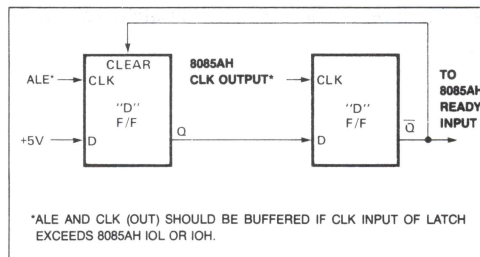 CLEAR
ALE*
CLK
"D"
F/F
+5V
D
Q
8085AH
CLK OUTPUT*
CLK
"D"
F/F
D
Q
TO
8085AH
READY
INPUT
*ALE AND CLK (OUT) SHOULD BE BUFFERED IF CLK INPUT OF LATCH
EXCEEDS 8085AH IOL OR IOH.